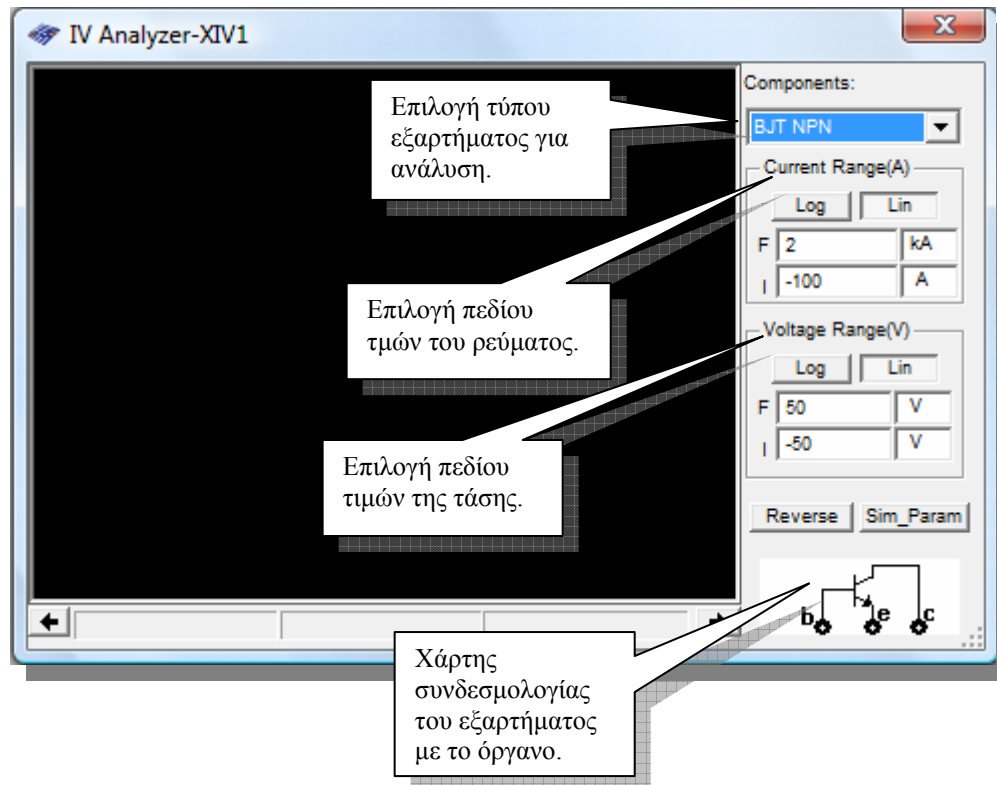 IV Analyzer-XIV1
Components:
BJT NPN
Επιλογή τύπου
εξαρτήματος για
ανάλυση.
Current Range(A)
Log Lin
F 2 kA
I -100 A
Επιλογή πεδίου
τμών του ρεύματος.
Voltage Range(V)
Log Lin
F 50 V
I -50 V
Επιλογή πεδίου
τιμών της τάσης.
Reverse Sim_Param
b e c
Χάρτης
συνδεσμολογίας
του εξαρτήματος
με το όργανο.